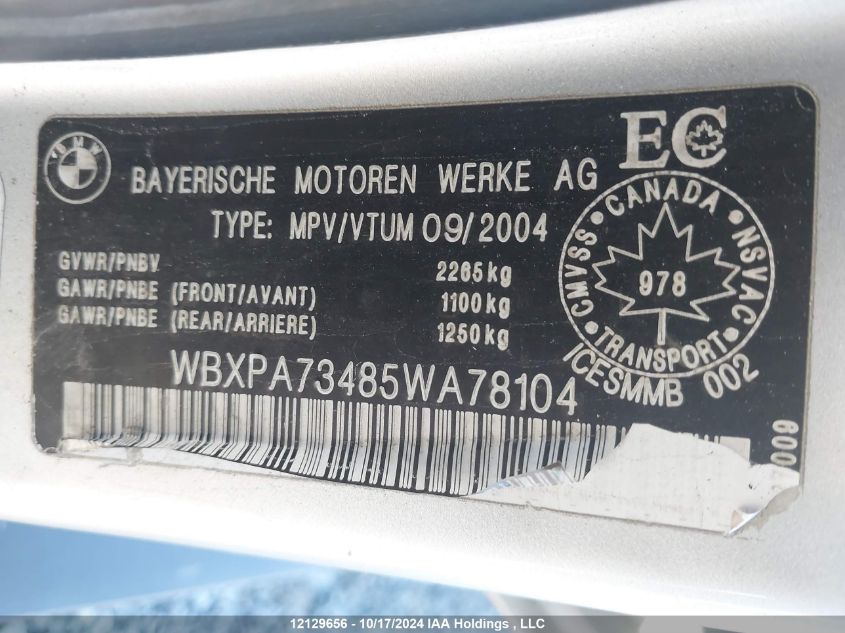 BMW
EC
BAYERISCHE MOTOREN WERKE AG
TYPE: MPV/VTUM 09/2004
GVWR/PNBV 2265kg
GAWR/PNBE (FRONT/AVANT) 1100kg
GAWR/PNBE (REAR/ARRIERE) 1250kg
CANADA
CMVSS NSVAC
978
TRANSPORT
ICESMMB 002
WBXPA73485WA78104
009
12129656 - 10/17/2024 IAA Holdings, LLC